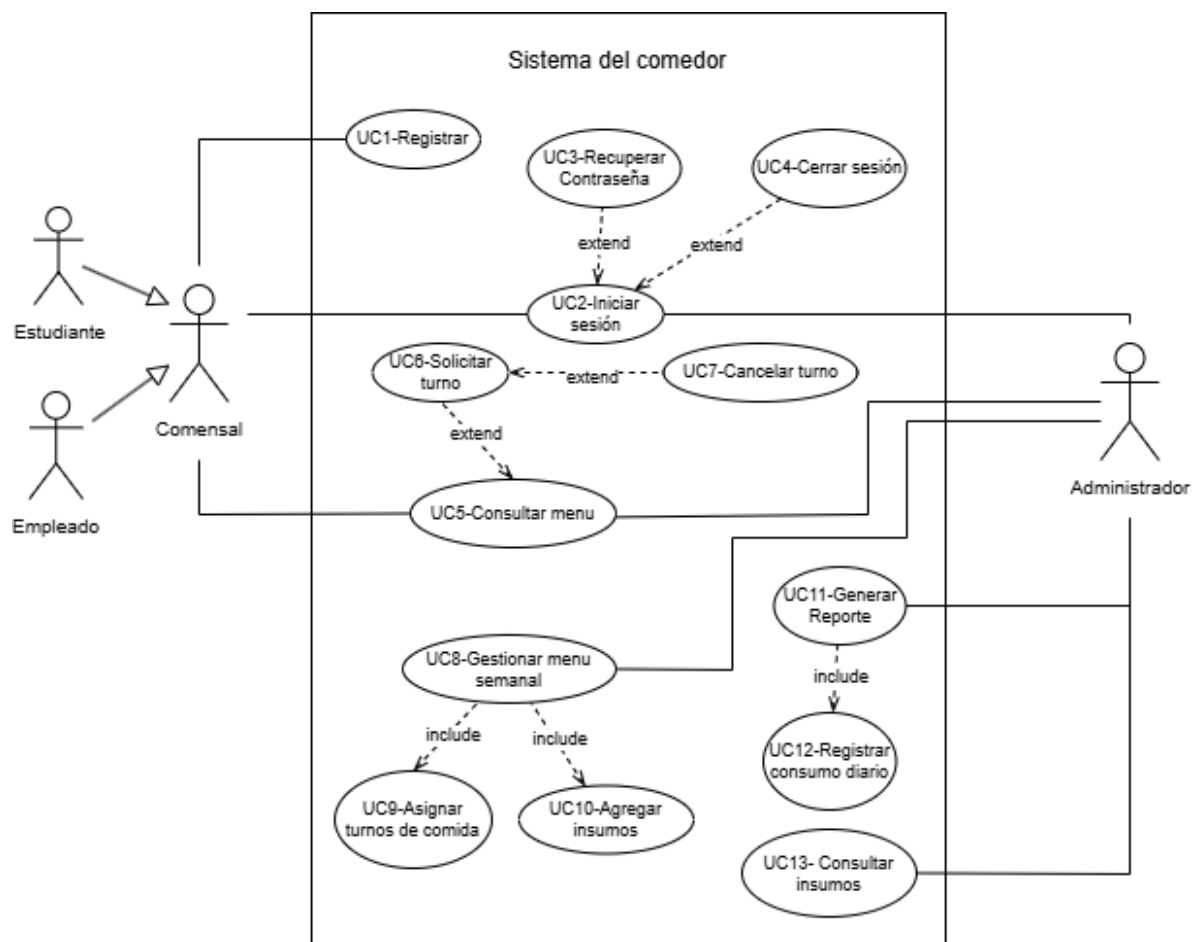 Sistema del comedor
UC1-Registrar
UC3-Recuperar
Contraseña
UC4-Cerrar sesión
extend
extend
Estudiante
UC2-Iniciar
sesión
UC6-Solicitar
turno
extend
UC7-Cancelar turno
Comensal
extend
Administrador
UC5-Consultar menu
Empleado
UC11-Generar
Reporte
UC8-Gestionar menu
semanal
include
include
include
UC12-Registrar
consumo diario
UC9-Asignar
turnos de comida
UC10-Agregar
insumos
UC13- Consultar
insumos